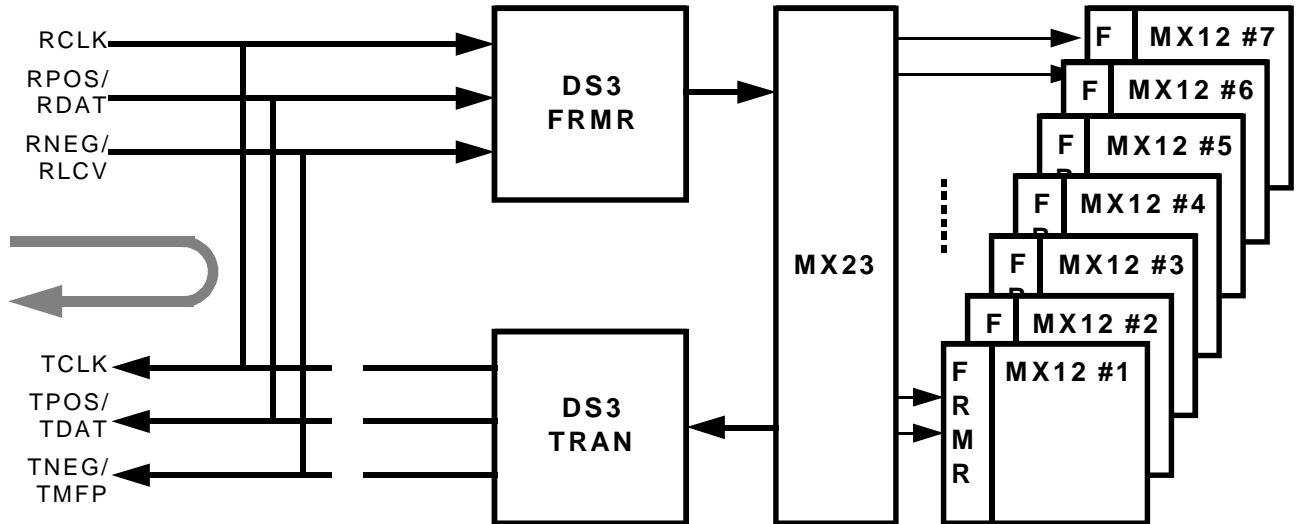 RCLK
RPOS/
RDAT
RNEG/
RLCV
DS3
FRMR
MX23
F
MX12 #7
F
MX12 #6
F
MX12 #5
F
MX12 #4
F
MX12 #3
F
MX12 #2
F
R
M
R
MX12 #1
TCLK
TPOS/
TDAT
TNEG/
TMFP
DS3
TRAN